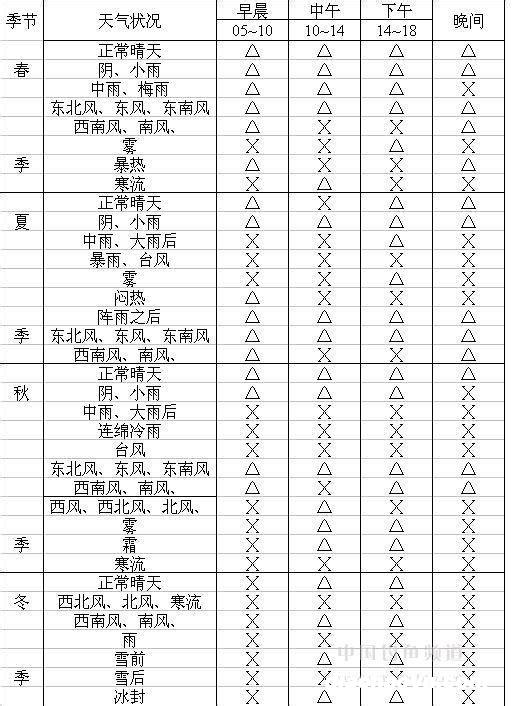 季节 天气状况 早晨 中午 下午 晚间
05~10 10~14 14~18
正常晴天 △ △ △ △
春 阴、小雨 △ △ △ △
中雨、梅雨 △ △ △ X
东北风、东风、东南风 △ △ △ △
西南风、南风、 △ X X △
雾 X X △ X
季 暴热 △ X X △
寒流 X △ X X
正常晴天 △ X △ △
夏 阴、小雨 △ △ △ △
中雨、大雨后 X X △ X
暴雨、台风 X X X X
雾 X X △ X
闷热 △ X X X
阵雨之后 △ △ △ △
季 东北风、东风、东南风 △ △ △ △
西南风、南风、 △ X X △
正常晴天 △ △ △ △
秋 阴、小雨 △ △ △ X
中雨、大雨后 X X X X
连绵冷雨 X X X X
台风 X X X X
东北风、东风、东南风 △ △ △ △
西南风、南风、 △ X △ △
西风、西北风、北风、 X △ X X
雾 X △ △ X
季 霜 X △ △ X
寒流 X X X X
正常晴天 X △ △ X
冬 西北风、北风、寒流 X X X X
西南风、南风、 X △ △ X
雨 X X X X
雪前 X △ △ X
季 雪后 X X X X
冰封 X △ △ X
中国钓鱼频道